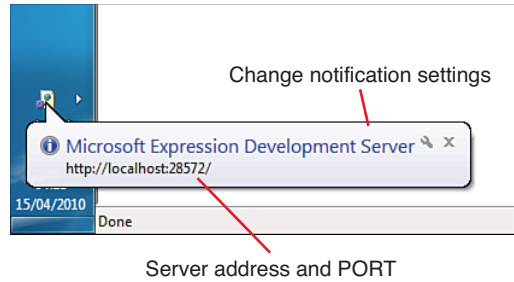 Change notification settings
Microsoft Expression Development Server
http://localhost:28572/
15/04/2010
Done
Server address and PORT